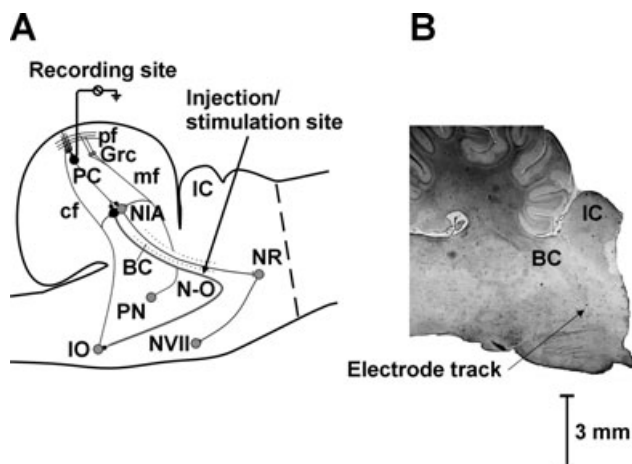 A
Recording site
Injection/
stimulation site
pf
Grc
PC
mf
IC
cf
NIA
BC
NR
N-O
PN
IO
NVII
B
IC
BC
Electrode track
3 mm